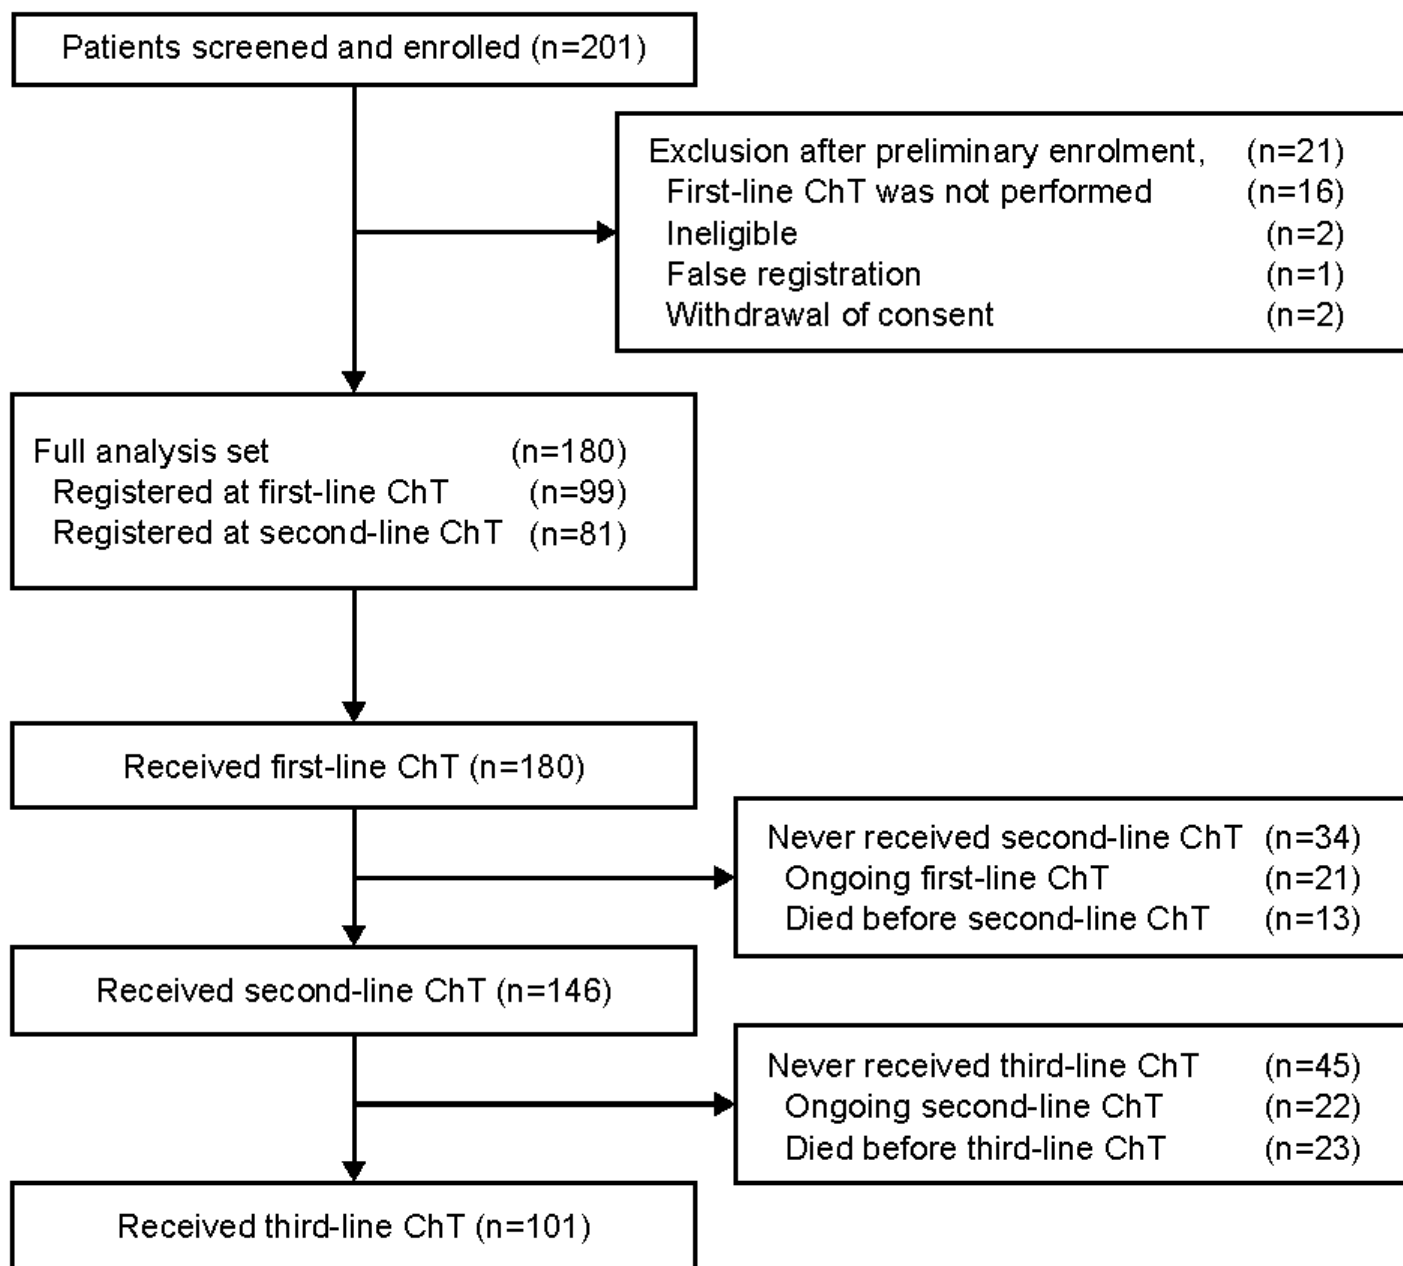 Patients screened and enrolled (n=201)
Exclusion after preliminary enrolment, (n=21)
First-line ChT was not performed (n=16)
Ineligible (n=2)
False registration (n=1)
Withdrawal of consent (n=2)
Full analysis set (n=180)
Registered at first-line ChT (n=99)
Registered at second-line ChT (n=81)
Received first-line ChT (n=180)
Never received second-line ChT (n=34)
Ongoing first-line ChT (n=21)
Died before second-line ChT (n=13)
Received second-line ChT (n=146)
Never received third-line ChT (n=45)
Ongoing second-line ChT (n=22)
Died before third-line ChT (n=23)
Received third-line ChT (n=101)